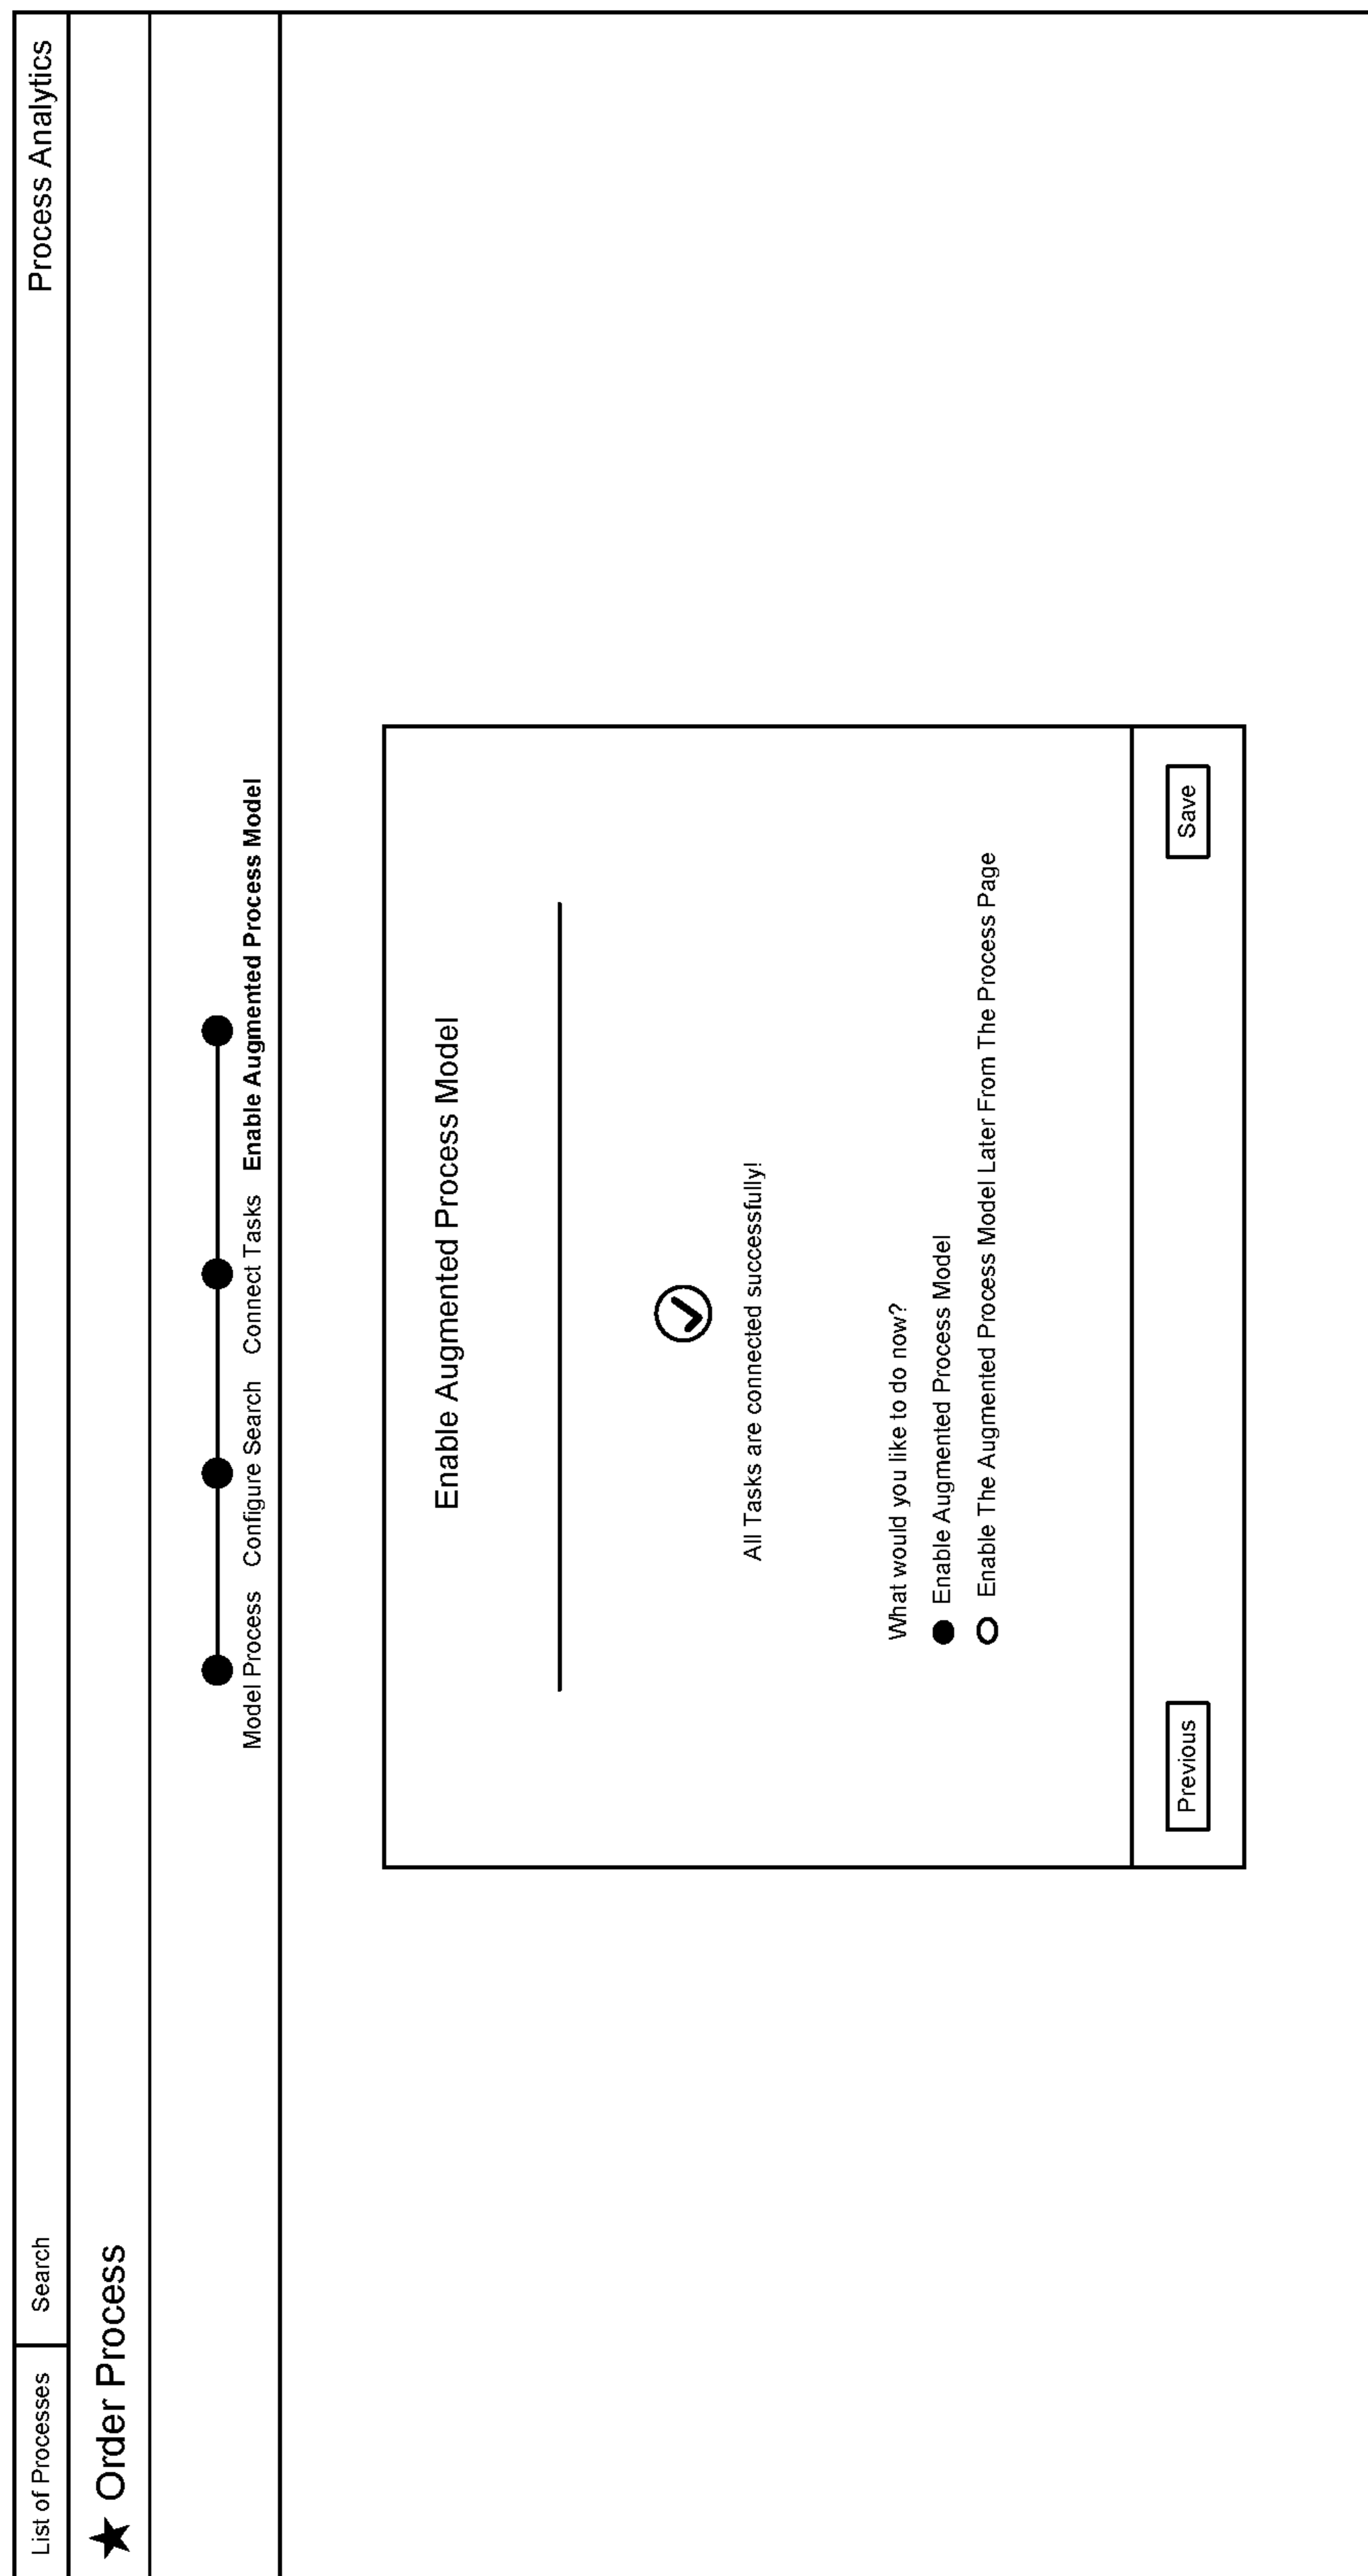 List of Processes Search Process Analytics
★ Order Process
Model Process Configure Search Connect Tasks Enable Augmented Process Model
Enable Augmented Process Model
All Tasks are connected successfully!
What would you like to do now?
Enable Augmented Process Model
Enable The Augmented Process Model Later From The Process Page
Previous Save